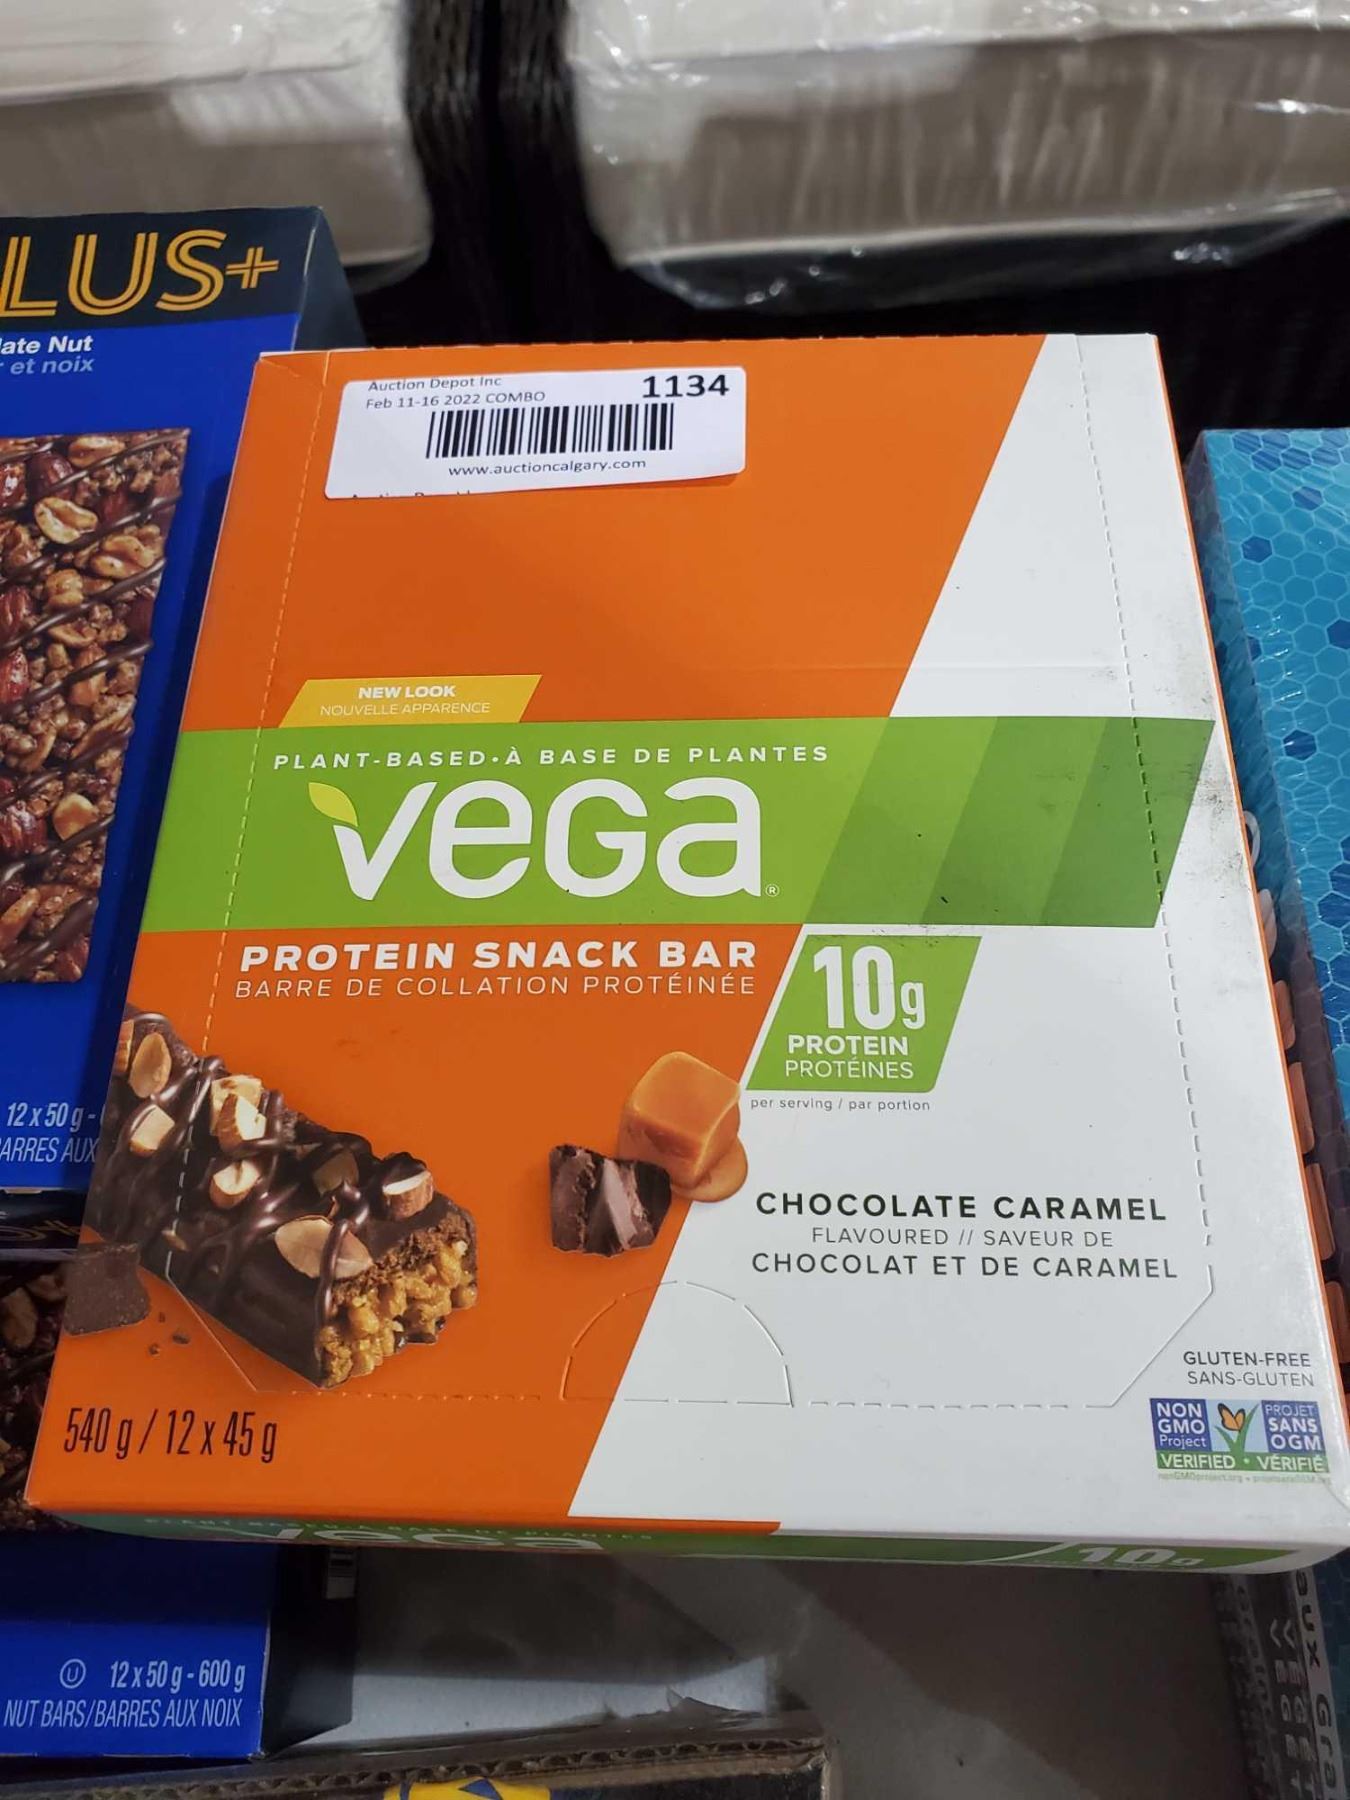 LUS+
ate Nut
et noix
12 x 50 g -
ARRES AUX
Auction Depot Inc
Feb 11-16 2022 COMBO
1134
www.auctioncalgary.com
NEW LOOK
NOUVELLE APPARENCE
PLANT-BASED·À BASE DE PLANTES
vega®
PROTEIN SNACK BAR
BARRE DE COLLATION PROTÉINÉE
10g
PROTEIN
PROTÉINES
per serving / par portion
CHOCOLATE CARAMEL
FLAVOURED // SAVEUR DE
CHOCOLAT ET DE CARAMEL
GLUTEN-FREE
SANS-GLUTEN
NON
GMO
Project
PROJET
SANS
OGM
VERIFIED • VÉRIFIÉ
540 g / 12 x 45 g
vega
10g
U 12 x 50 g - 600 g
NUT BARS/BARRES AUX NOIX